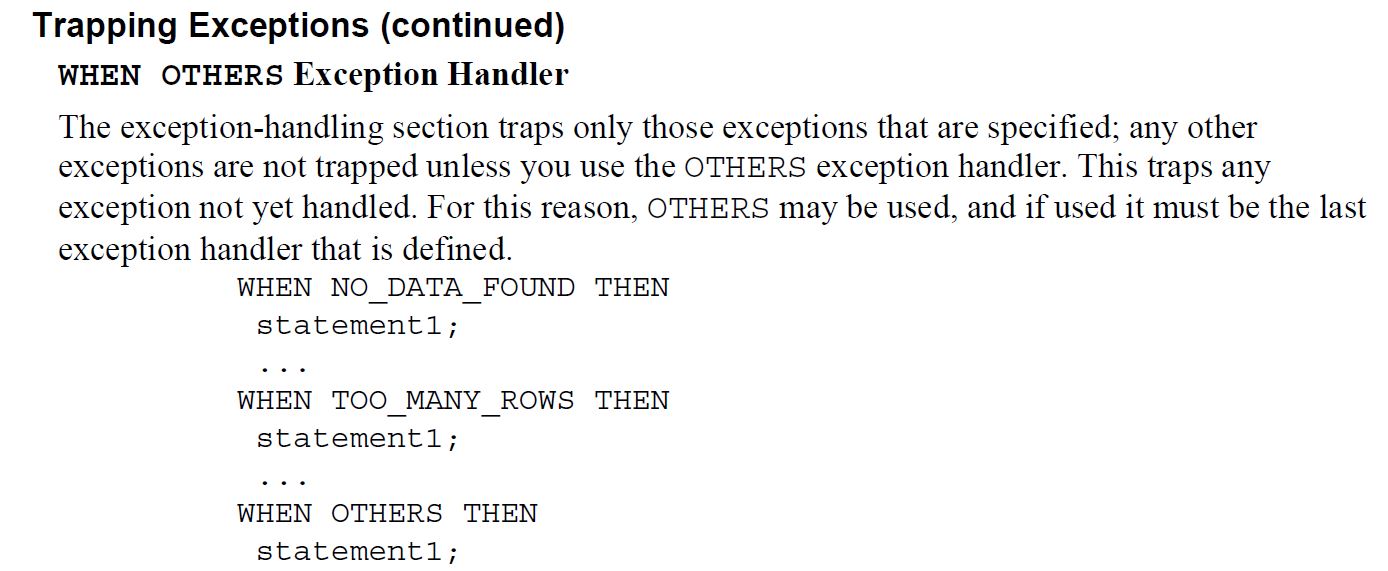 Trapping Exceptions (continued)
WHEN OTHERS Exception Handler
The exception-handling section traps only those exceptions that are specified; any other
exceptions are not trapped unless you use the OTHERS exception handler. This traps any
exception not yet handled. For this reason, OTHERS may be used, and if used it must be the last
exception handler that is defined.
WHEN NO_DATA_FOUND THEN
statement1;
...
WHEN TOO_MANY_ROWS THEN
statement1;
...
WHEN OTHERS THEN
statement1;